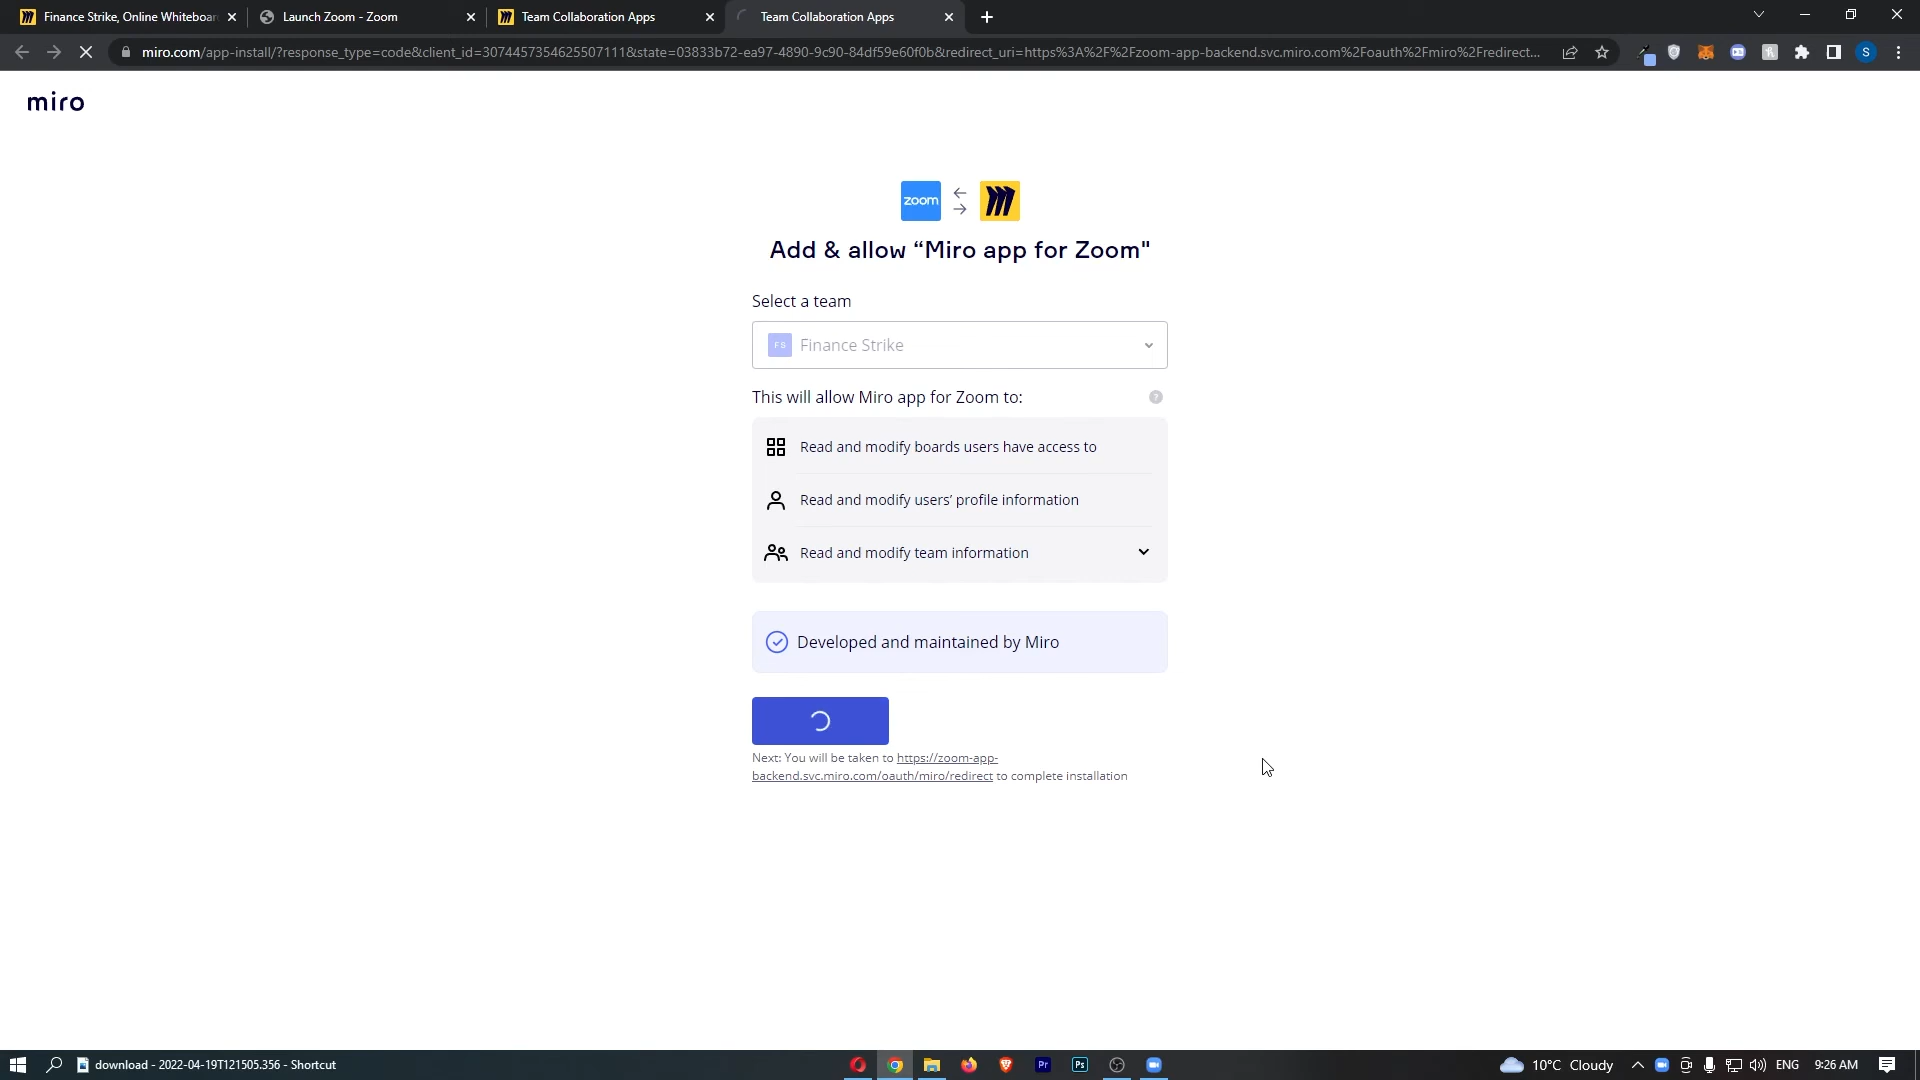 Finance Strike, Online Whiteboar
Launch Zoom - Zoom
Team Collaboration Apps
Team Collaboration Apps
miro.com/app-install/?response_type=code&client_id=3074457354625507111&state=03833b72-ea97-4890-9c90-84df59e60f0b&redirect_uri=https%3A%2F%2Fzoom-app-backend.svc.miro.com%2Foauth%2Fmiro%2Fredirect...
S
miro
zoom
Add & allow “Miro app for Zoom"
Select a team
FS Finance Strike
This will allow Miro app for Zoom to:
?
Read and modify boards users have access to
Read and modify users’ profile information
Read and modify team information
Developed and maintained by Miro
Next: You will be taken to https://zoom-app-
backend.svc.miro.com/oauth/miro/redirect to complete installation
download - 2022-04-19T121505.356 - Shortcut
Pr
Ps
10°C Cloudy
ENG
9:26 AM